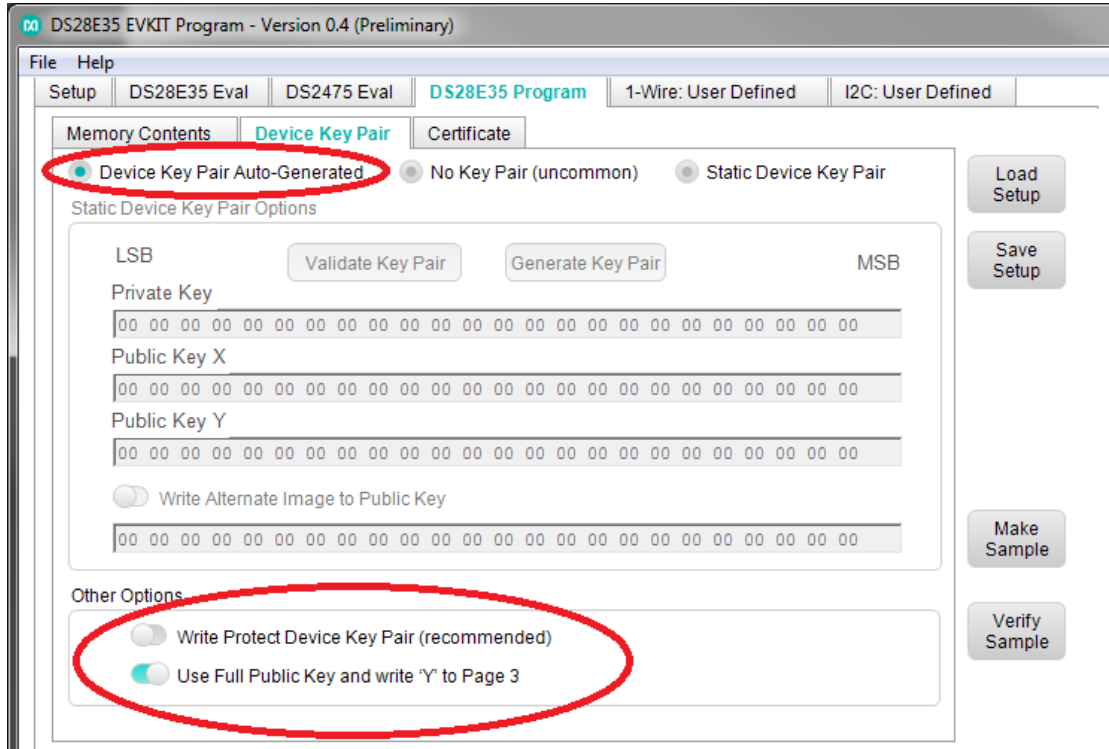 DS28E35 EVKIT Program - Version 0.4 (Preliminary)
File Help
Setup DS28E35 Eval DS2475 Eval DS28E35 Program 1-Wire: User Defined I2C: User Defined
Memory Contents Device Key Pair Certificate
Device Key Pair Auto-Generated No Key Pair (uncommon) Static Device Key Pair
Load
Setup
Static Device Key Pair Options
LSB Validate Key Pair Generate Key Pair MSB
Save
Setup
Private Key
00 00 00 00 00 00 00 00 00 00 00 00 00 00 00 00 00 00 00 00 00 00 00 00
Public Key X
00 00 00 00 00 00 00 00 00 00 00 00 00 00 00 00 00 00 00 00 00 00 00 00
Public Key Y
00 00 00 00 00 00 00 00 00 00 00 00 00 00 00 00 00 00 00 00 00 00 00 00
Write Alternate Image to Public Key
00 00 00 00 00 00 00 00 00 00 00 00 00 00 00 00 00 00 00 00 00 00 00 00
Make
Sample
Other Options
Write Protect Device Key Pair (recommended)
Use Full Public Key and write ‘Y’ to Page 3
Verify
Sample